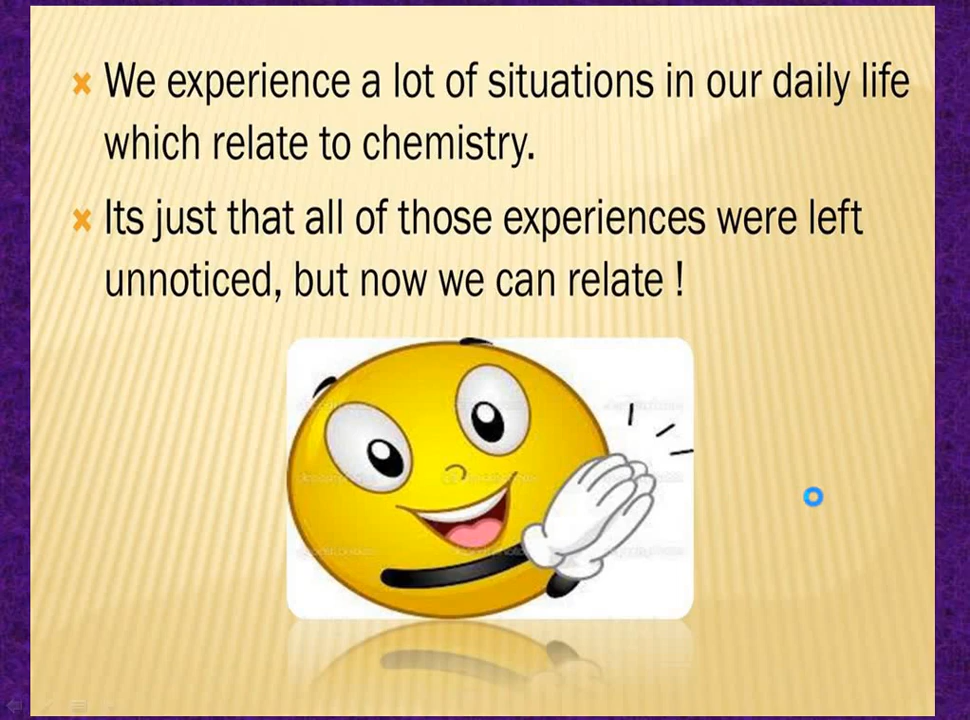 We experience a lot of situations in our daily life
which relate to chemistry.
Its just that all of those experiences were left
unnoticed, but now we can relate !